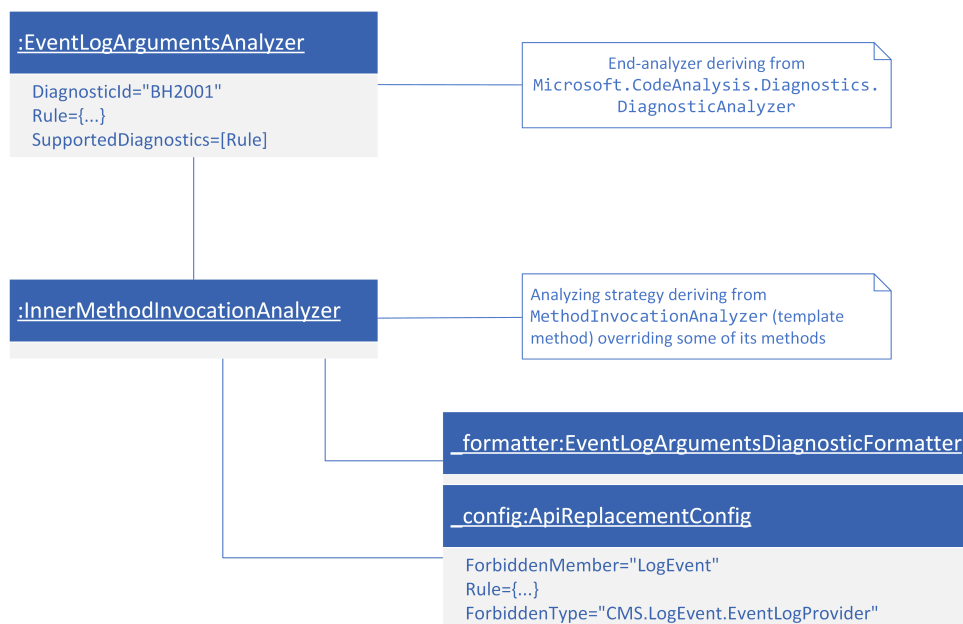 :EventLogArgumentsAnalyzer
DiagnosticId="BH2001"
Rule={...}
SupportedDiagnostics=[Rule]
End-analyzer deriving from
Microsoft.CodeAnalysis.Diagnostics.
DiagnosticAnalyzer
:InnerMethodInvocationAnalyzer
Analyzing strategy deriving from
MethodInvocationAnalyzer (template
method) overriding some of its methods
_formatter:EventLogArgumentsDiagnosticFormatter
_config:ApiReplacementConfig
ForbiddenMember="LogEvent"
Rule={...}
ForbiddenType="CMS.LogEvent.EventLogProvider"